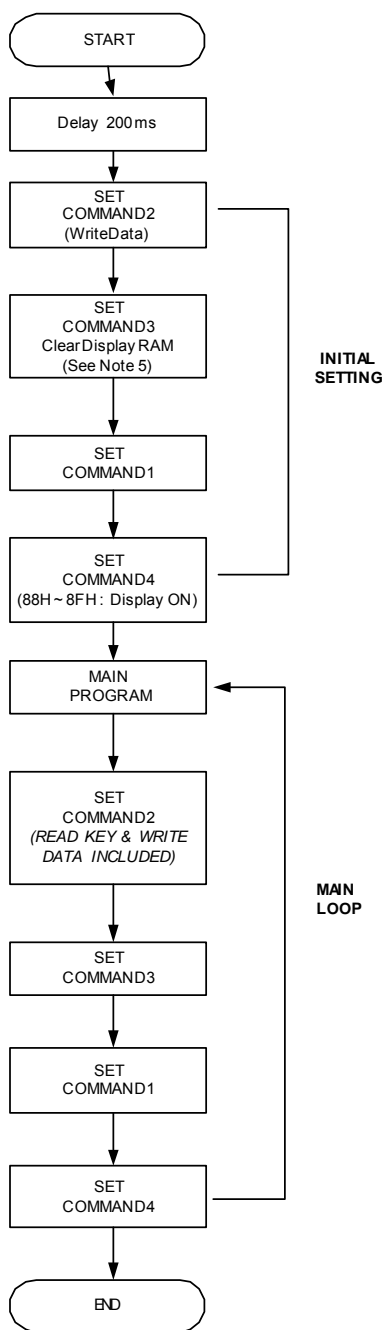 START
Delay 200ms
SET
COMMAND2
(WriteData)
SET
COMMAND3
ClearDisplay RAM
(See Note 5)
INITIAL
SETTING
SET
COMMAND1
SET
COMMAND4
(88H ~ 8FH : Display ON)
MAIN
PROGRAM
SET
COMMAND2
(READ KEY & WRITE
DATA INCLUDED)
MAIN
LOOP
SET
COMMAND3
SET
COMMAND1
SET
COMMAND4
END